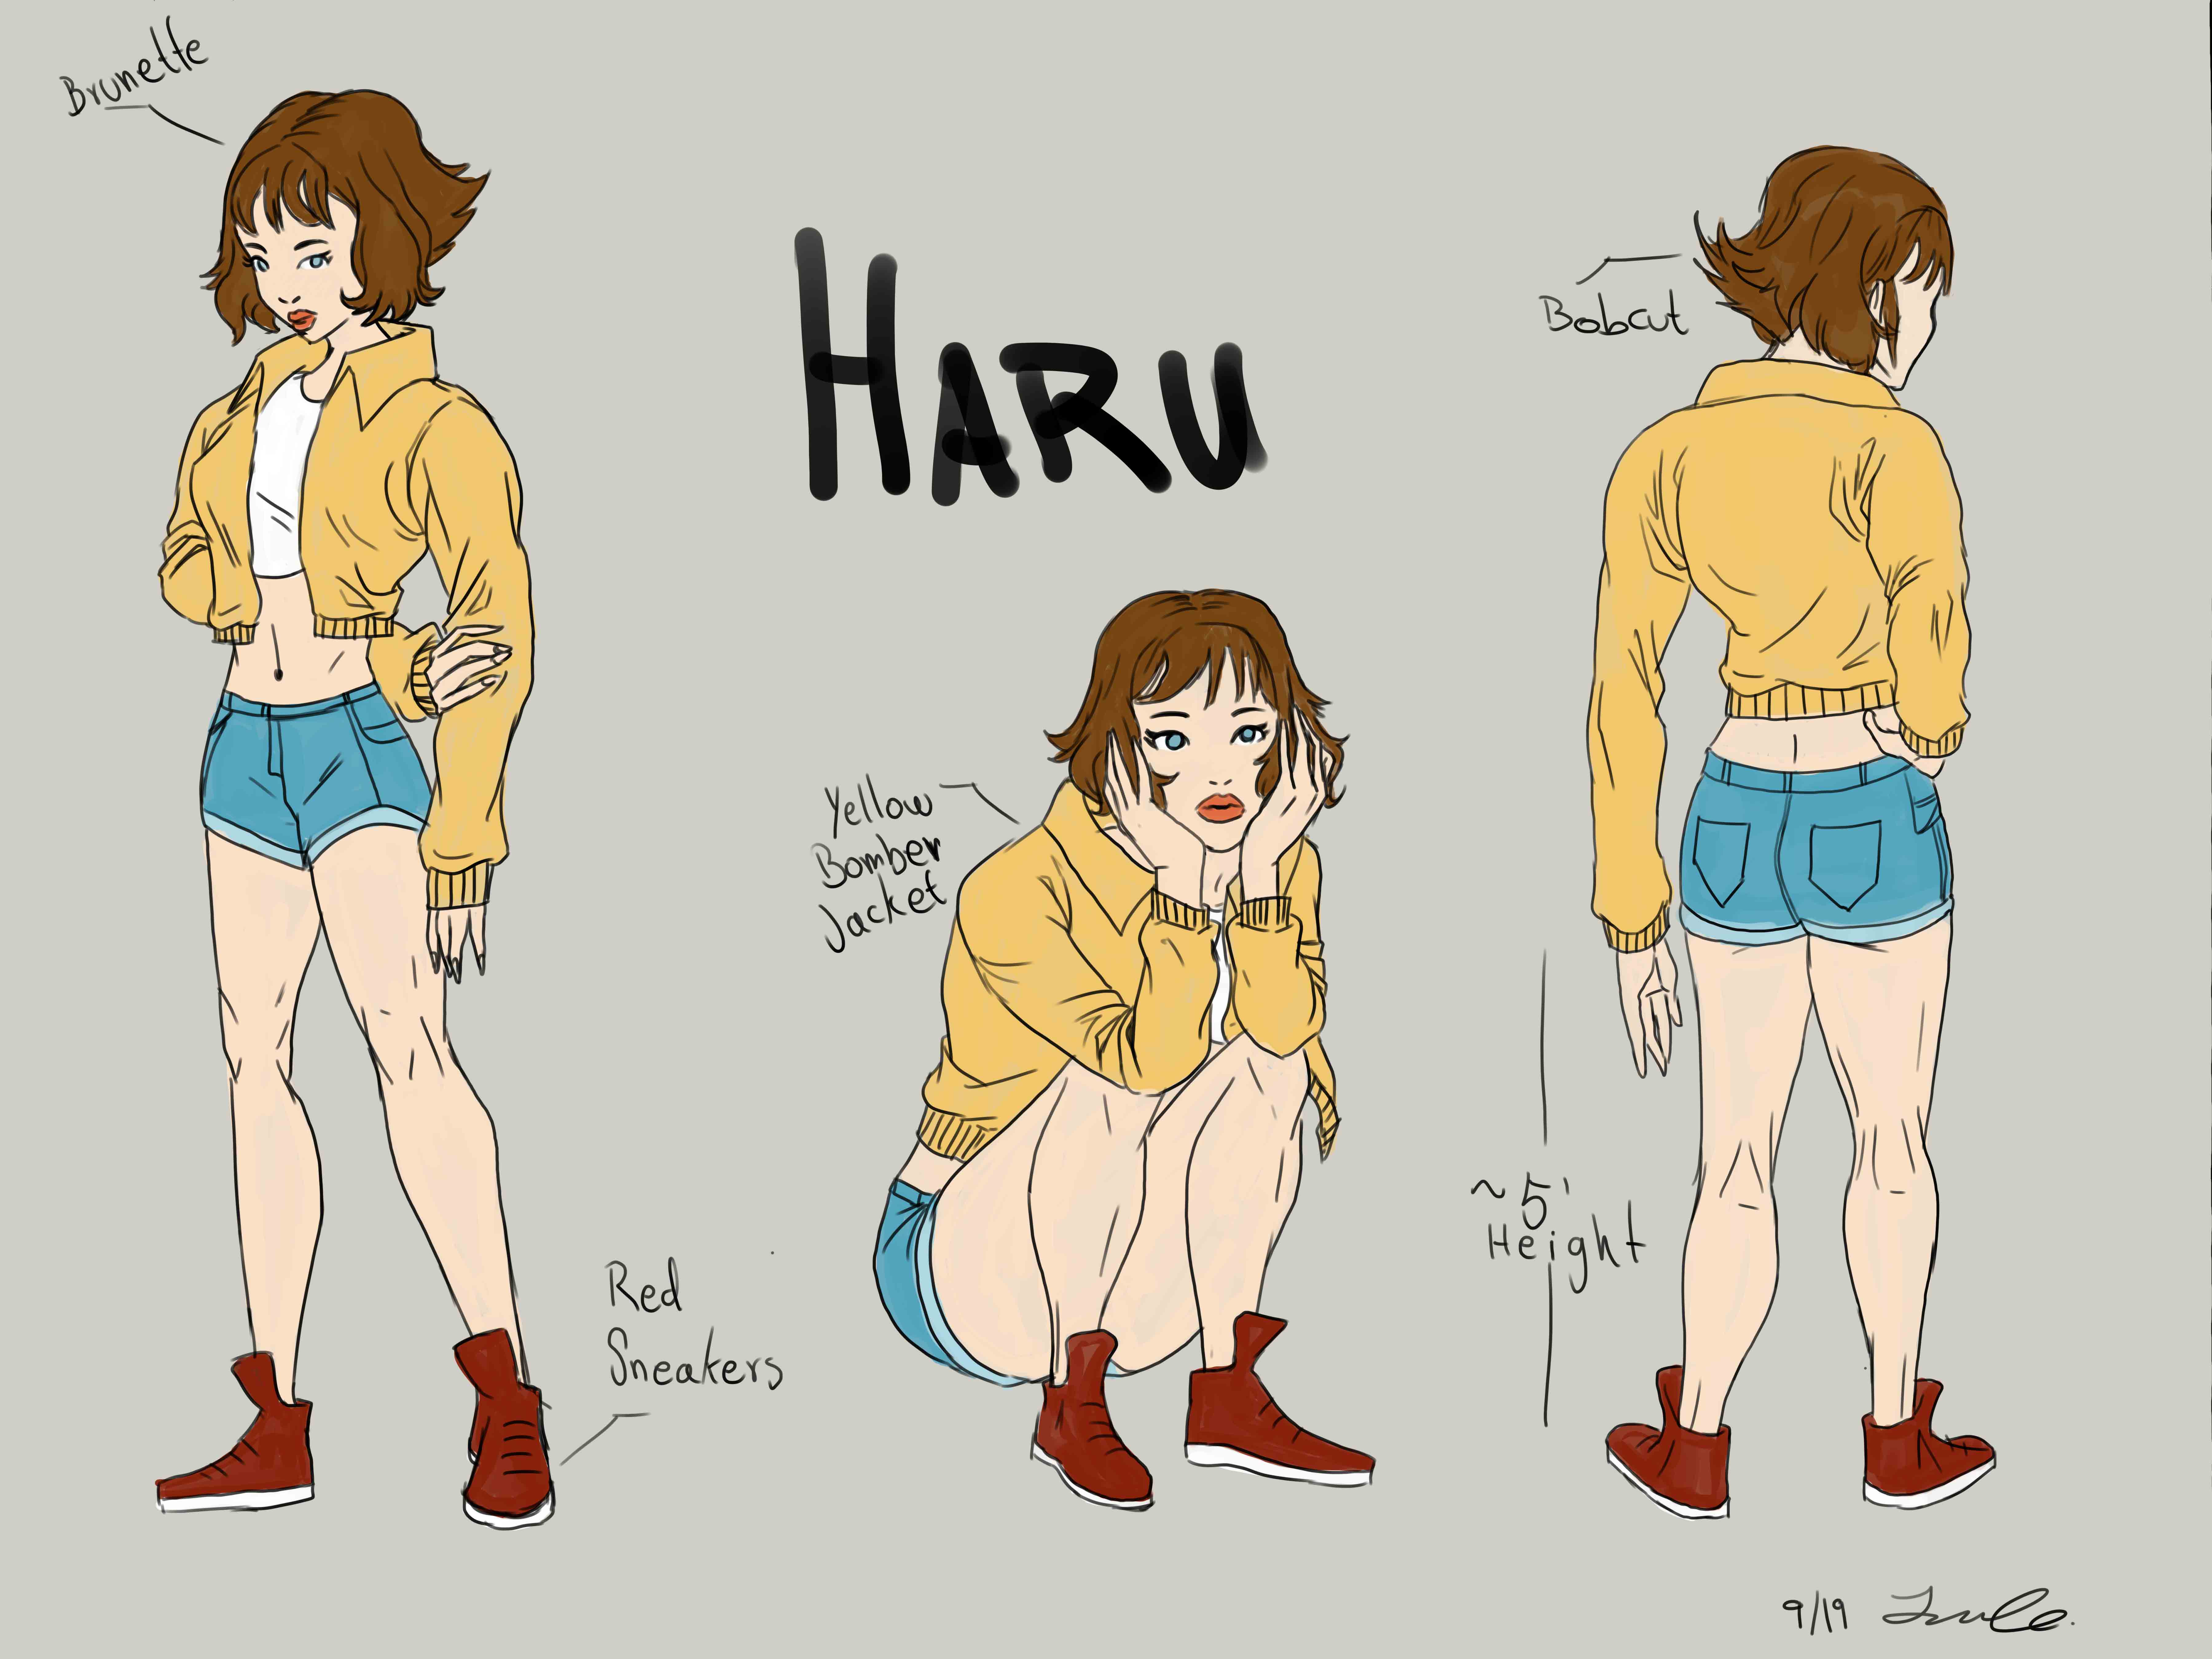 Brunette
HARU
Bobcut
Yellow
Bomber
Jacket
~5'
Height
Red
Sneakers
9/19